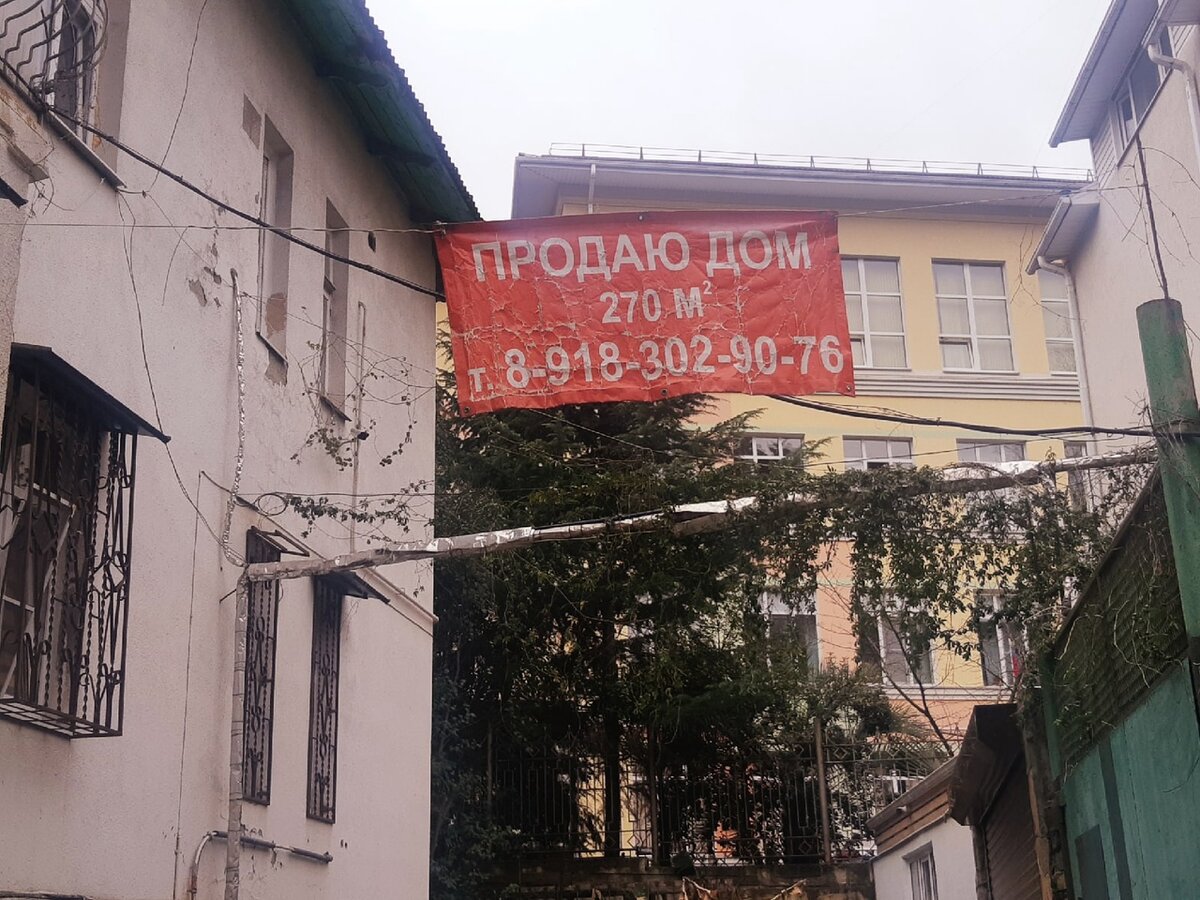 ПРОДАЮ ДОМ
270 М²
т. 8-918-302-90-76